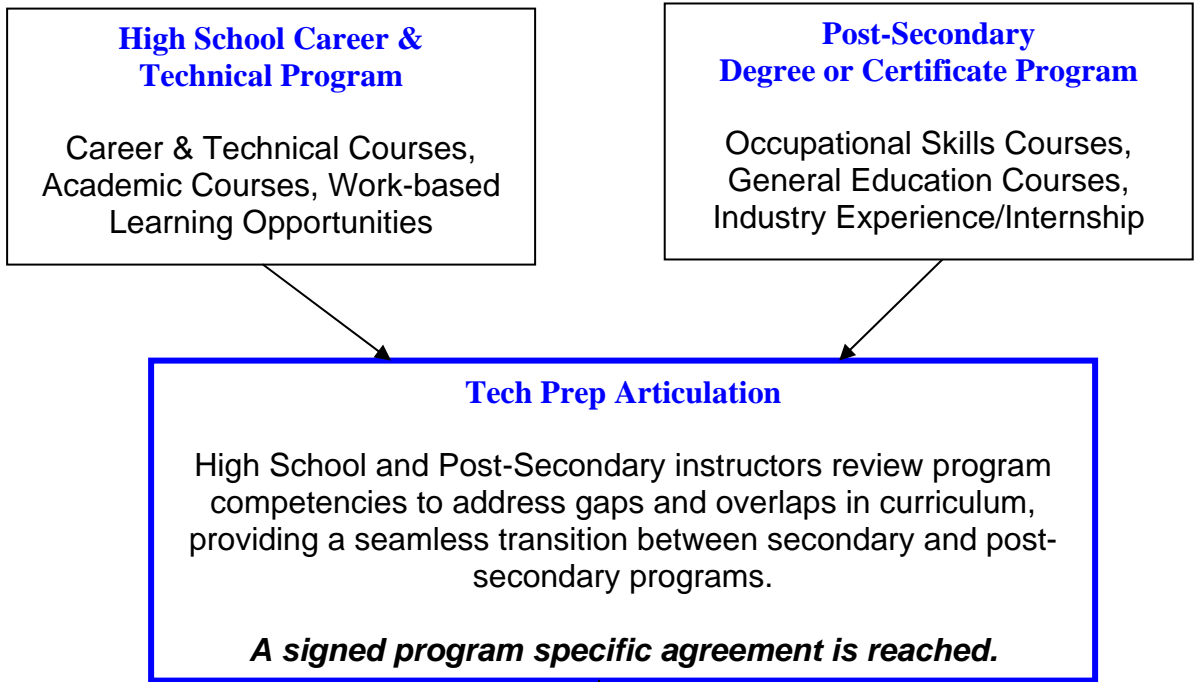 High School Career &
Technical Program
Career & Technical Courses,
Academic Courses, Work-based
Learning Opportunities
Post-Secondary
Degree or Certificate Program
Occupational Skills Courses,
General Education Courses,
Industry Experience/Internship
Tech Prep Articulation
High School and Post-Secondary instructors review program
competencies to address gaps and overlaps in curriculum,
providing a seamless transition between secondary and post-
secondary programs.
A signed program specific agreement is reached.